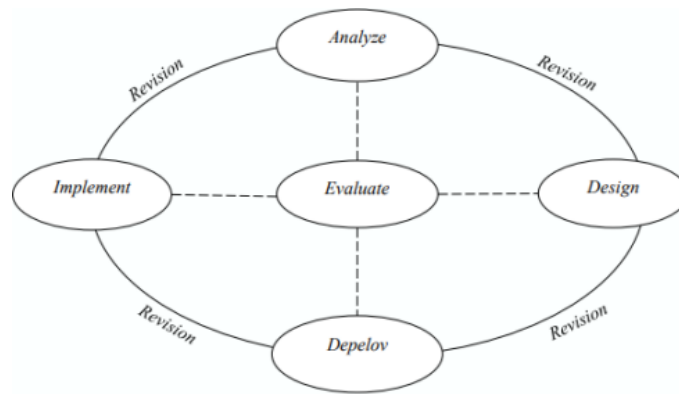 Analyze
Revision
Revision
Implement
Evaluate
Design
Revision
Revision
Depelov